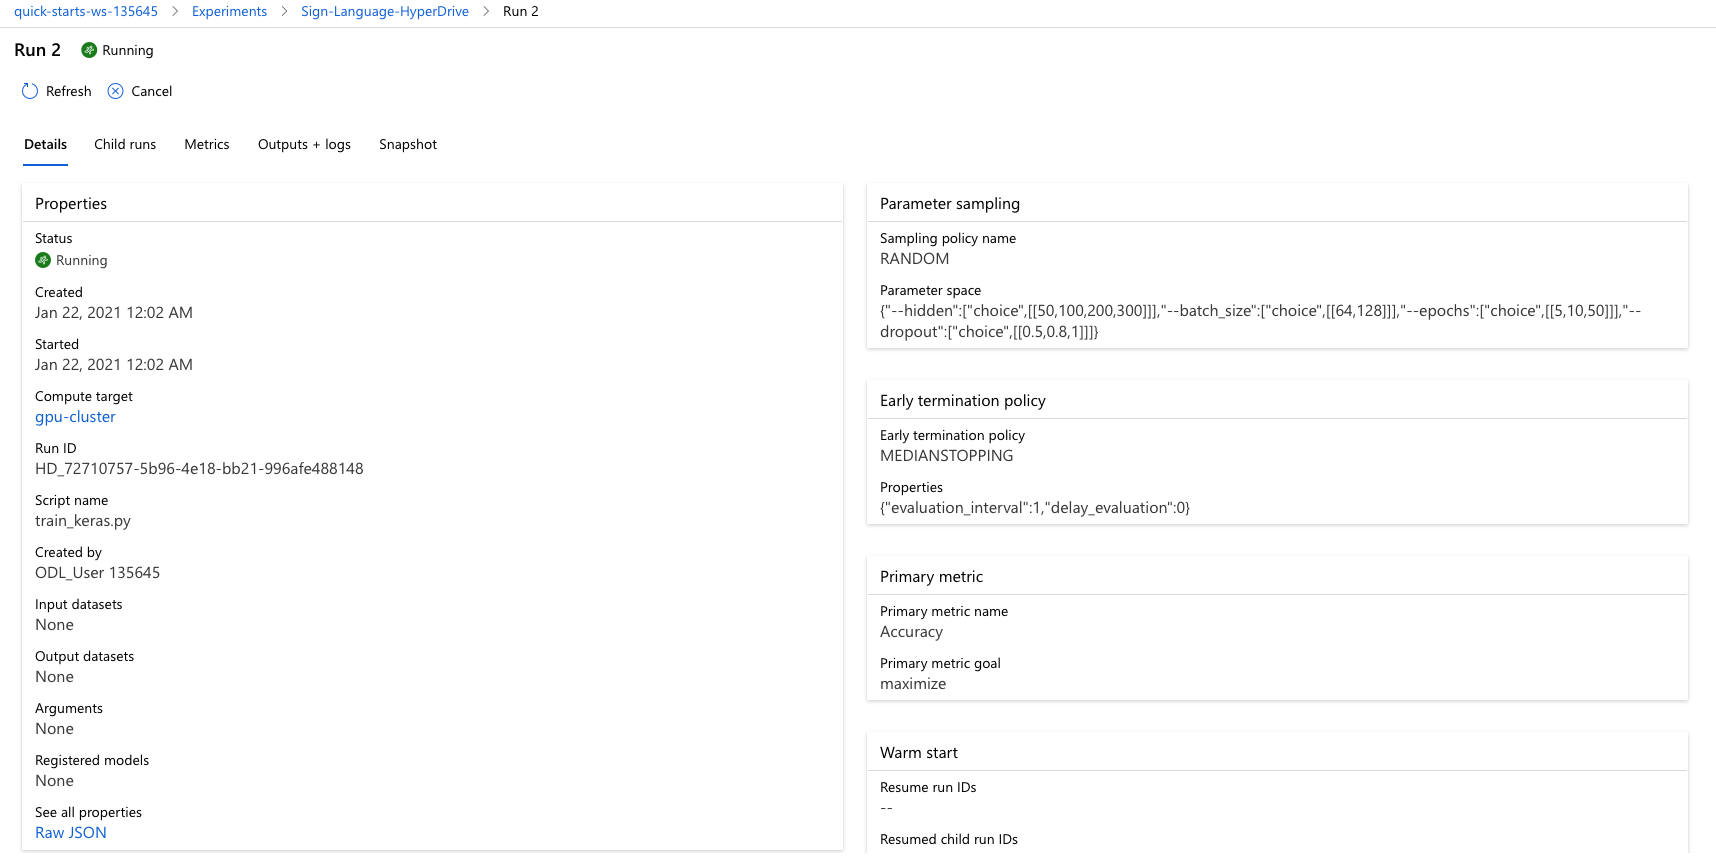 quick-starts-ws-135645 > Experiments > Sign-Language-HyperDrive > Run 2
Run 2 Running
Refresh Cancel
Details Child runs Metrics Outputs + logs Snapshot
Properties
Status
Running
Created
Jan 22, 2021 12:02 AM
Started
Jan 22, 2021 12:02 AM
Compute target
gpu-cluster
Run ID
HD_72710757-5b96-4e18-bb21-996afe488148
Script name
train_keras.py
Created by
ODL_User 135645
Input datasets
None
Output datasets
None
Arguments
None
Registered models
None
See all properties
Raw JSON
Parameter sampling
Sampling policy name
RANDOM
Parameter space
{"--hidden":["choice",[[50,100,200,300]]],"--batch_size":["choice",[[64,128]]],"--epochs":["choice",[[5,10,50]]],"--
dropout":["choice",[[0.5,0.8,1]]]}
Early termination policy
Early termination policy
MEDIANSTOPPING
Properties
{"evaluation_interval":1,"delay_evaluation":0}
Primary metric
Primary metric name
Accuracy
Primary metric goal
maximize
Warm start
Resume run IDs
--
Resumed child run IDs